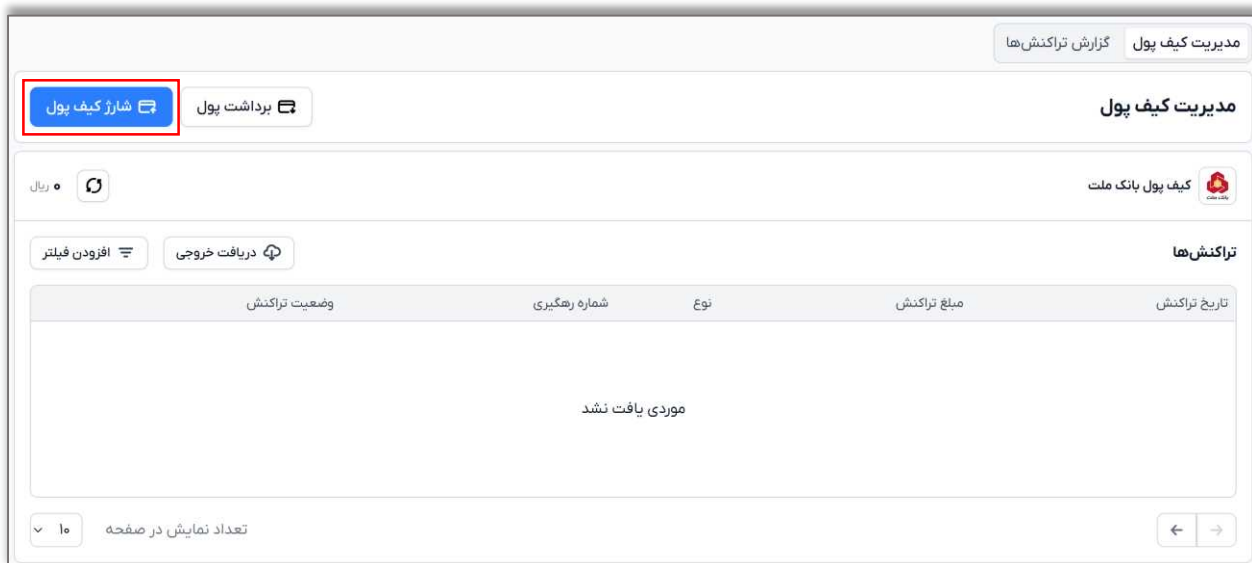 مدیریت کیف پول گزارش تراکنش‌ها
مدیریت کیف پول برداشت پول شارژ کیف پول
کیف پول بانک ملت ۰ ریال
بانک ملت
تراکنش‌ها دریافت خروجی افزودن فیلتر
تاریخ تراکنش مبلغ تراکنش نوع شماره رهگیری وضعیت تراکنش
موردی یافت نشد
تعداد نمایش در صفحه ۱۰